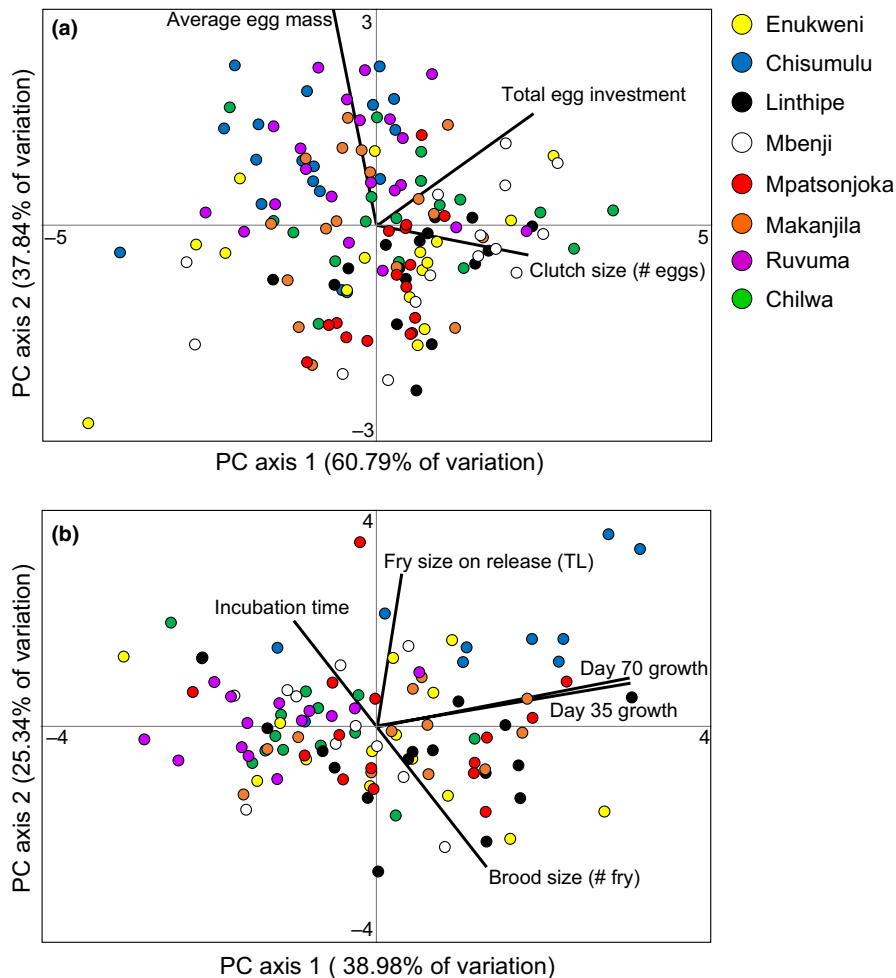 (a)
Average egg mass
3
Total egg investment
–5
5
Clutch size (# eggs)
–3
PC axis 2 (37.84% of variation)
PC axis 1 (60.79% of variation)
Enukweni
Chisumulu
Linthipe
Mbenji
Mpatsonjoka
Makanjila
Ruvuma
Chilwa
(b)
4
Fry size on release (TL)
Incubation time
Day 70 growth
Day 35 growth
–4
4
Brood size (# fry)
–4
PC axis 2 (25.34% of variation)
PC axis 1 ( 38.98% of variation)